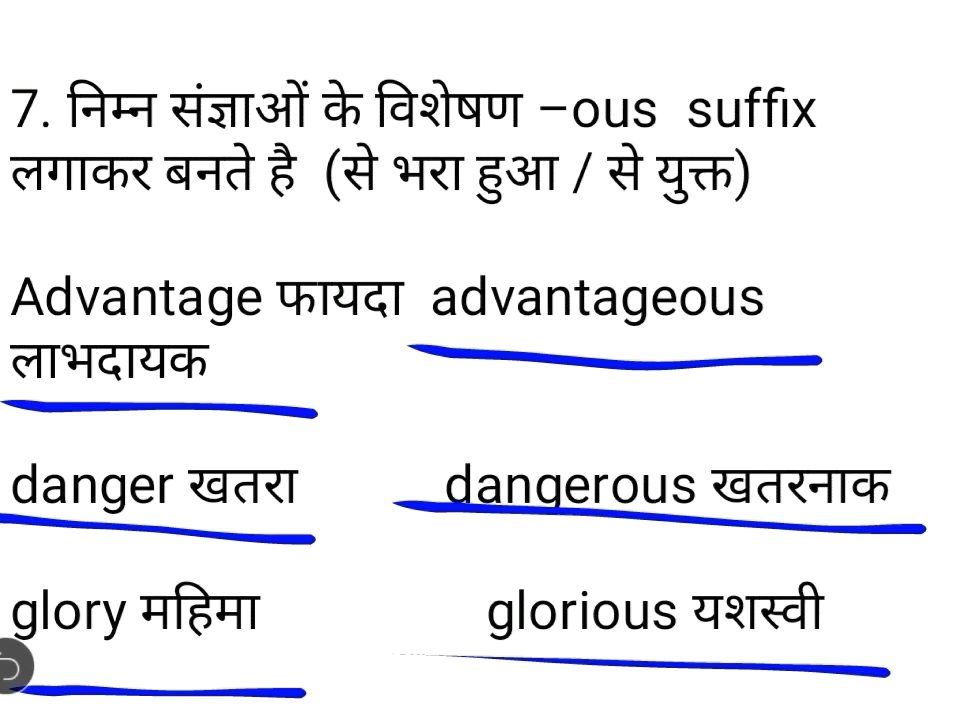 7. निम्न संज्ञाओं के विशेषण –ous suffix
लगाकर बनते है (से भरा हुआ / से युक्त)
Advantage फायदा advantageous
लाभदायक
danger खतरा dangerous खतरनाक
glory महिमा glorious यशस्वी